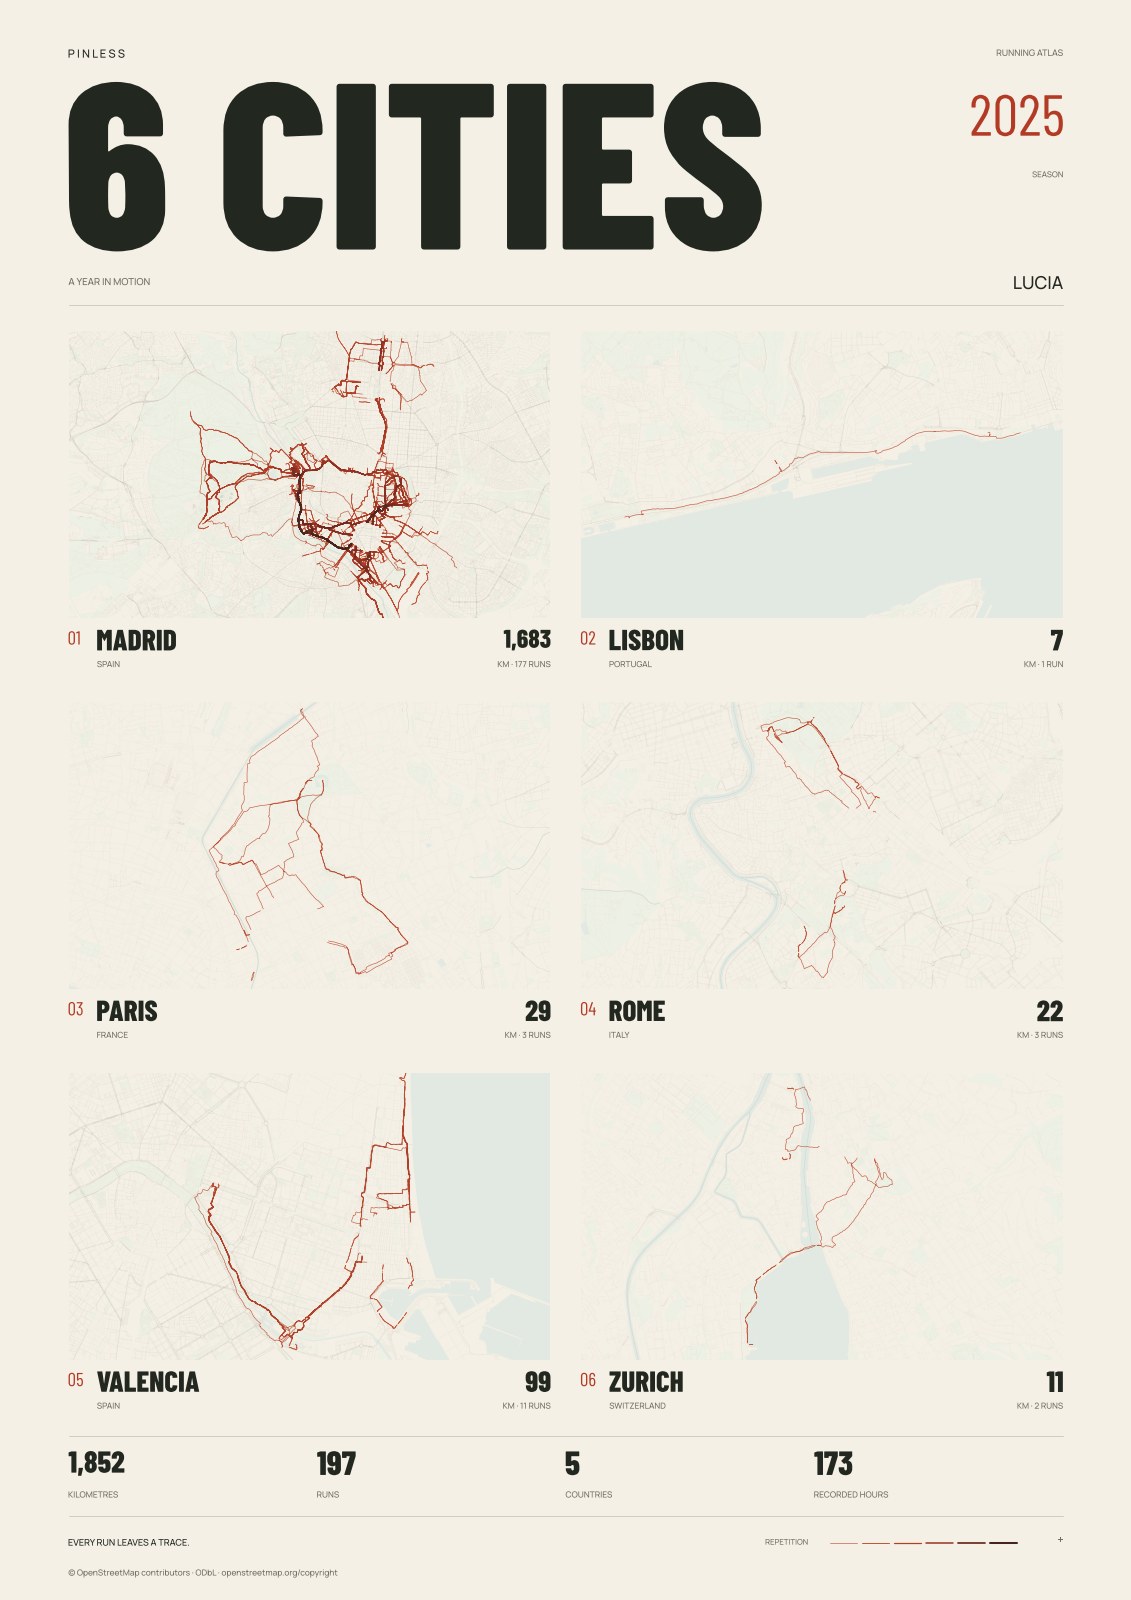 PINLESS
RUNNING ATLAS
6 CITIES
2025
SEASON
A YEAR IN MOTION
LUCIA
01 MADRID 1,683
SPAIN KM · 177 RUNS
02 LISBON 7
PORTUGAL KM · 1 RUN
03 PARIS 29
FRANCE KM · 3 RUNS
04 ROME 22
ITALY KM · 3 RUNS
05 VALENCIA 99
SPAIN KM · 11 RUNS
06 ZURICH 11
SWITZERLAND KM · 2 RUNS
1,852 197 5 173
KILOMETRES RUNS COUNTRIES RECORDED HOURS
EVERY RUN LEAVES A TRACE.
REPETITION +
© OpenStreetMap contributors · ODbL · openstreetmap.org/copyright